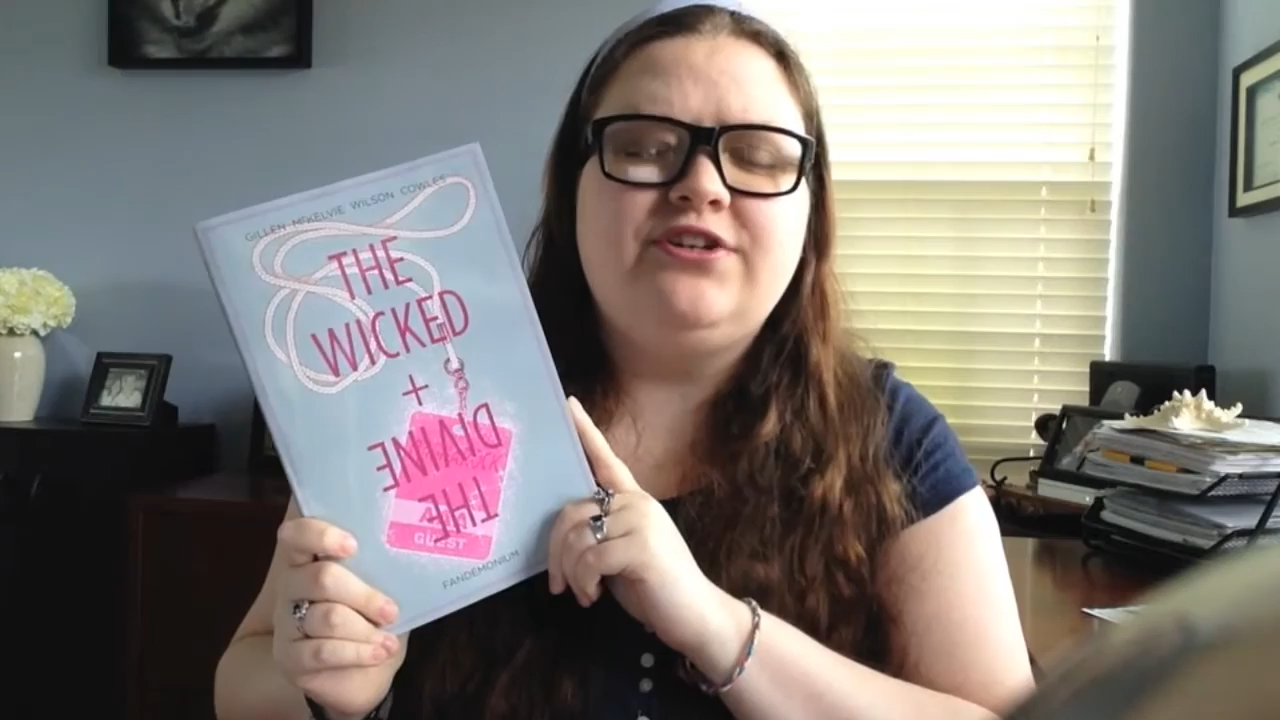 GILLEN McKELVIE WILSON COWLES
THE
WICKED
+
DIVINE
THE
GUEST
FANDEMONIUM